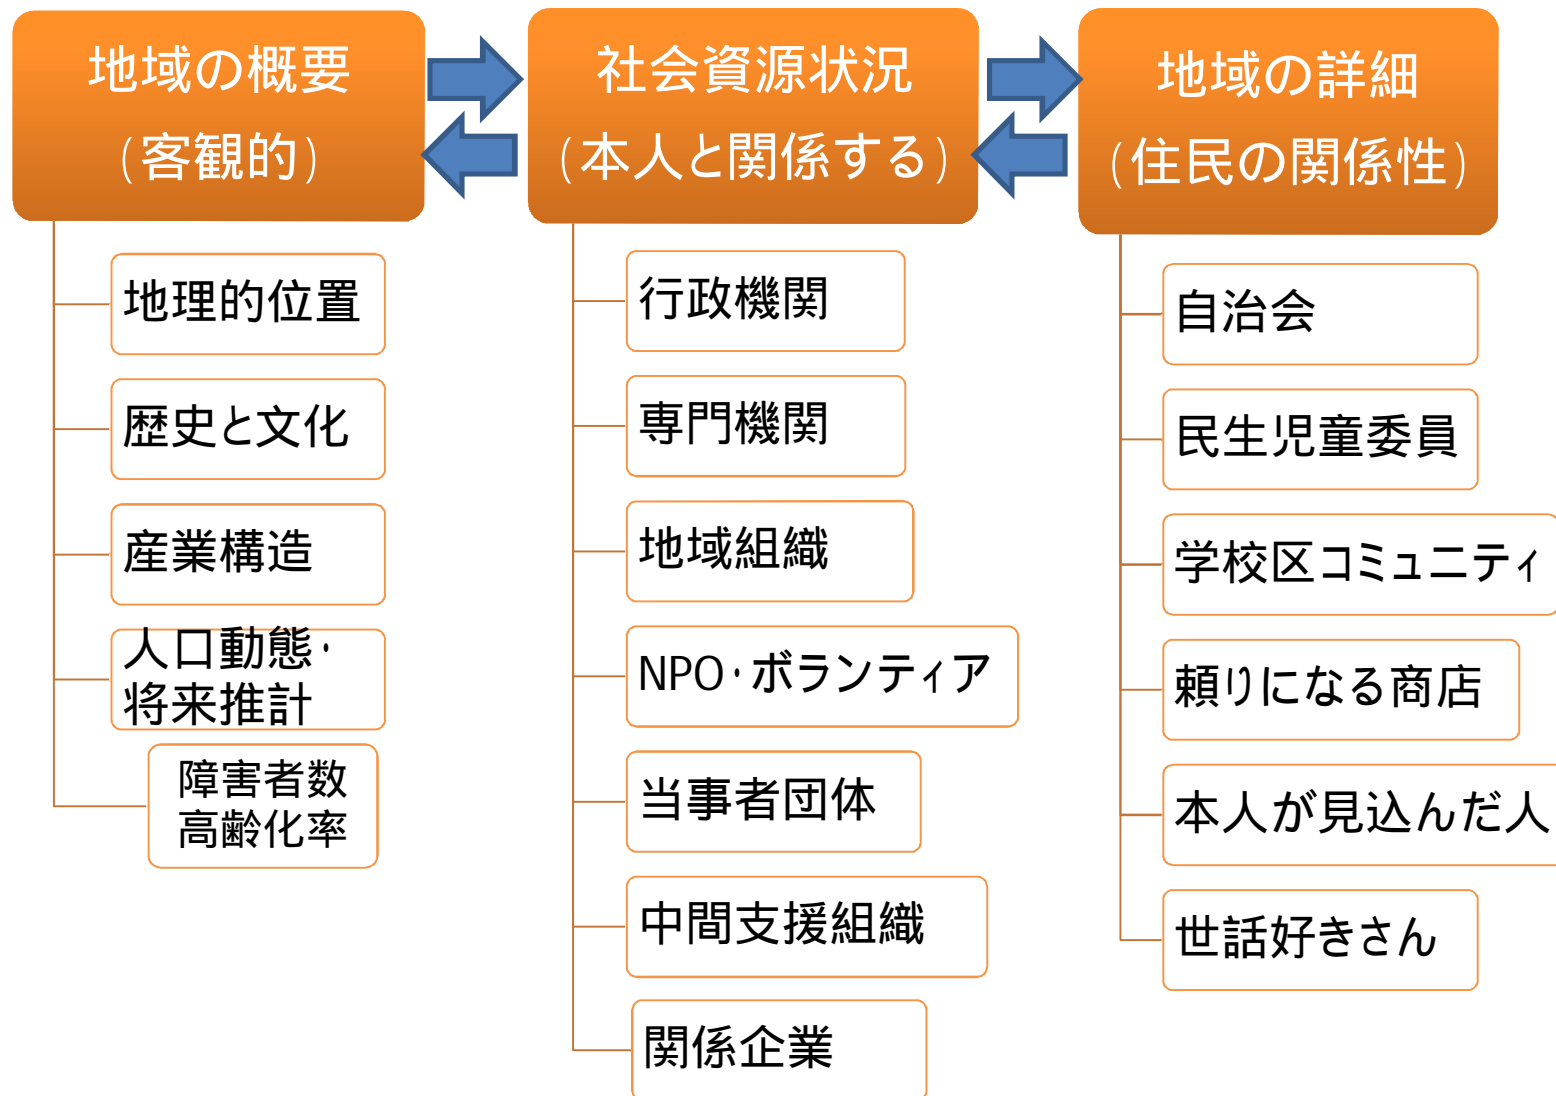 地域の概要
(客観的)
地理的位置
歴史と文化
産業構造
人口動態・
将来推計
障害者数
高齢化率
社会資源状況
(本人と関係する)
行政機関
専門機関
地域組織
NPO・ボランティア
当事者団体
中間支援組織
関係企業
地域の詳細
(住民の関係性)
自治会
民生児童委員
学校区コミュニティ
頼りになる商店
本人が見込んだ人
世話好きさん